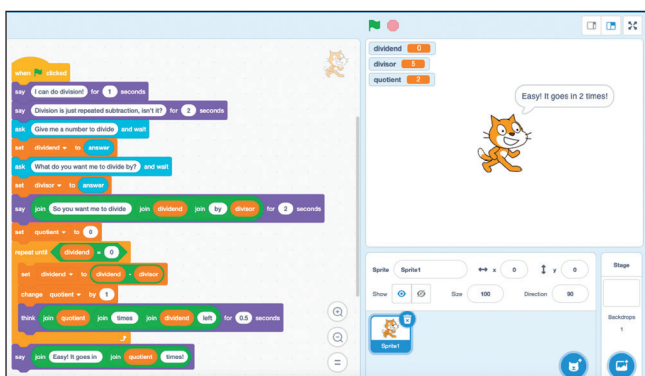 when clicked
say I can do division! for 1 seconds
say Division is just repeated subtraction, isn't it? for 2 seconds
ask Give me a number to divide and wait
set dividend to answer
ask What do you want me to divide by? and wait
set divisor to answer
say join So you want me to divide join dividend join by divisor for 2 seconds
set quotient to 0
repeat until dividend = 0
set dividend to dividend - divisor
change quotient by 1
think join quotient join times join dividend left for 0.5 seconds
say join Easy! It goes in join quotient times!
dividend 0
divisor 5
quotient 2
Easy! It goes in 2 times!
Sprite Sprite1 x 0 y 0
Show Size 100 Direction 90
Sprite1
Stage
Backdrops
1